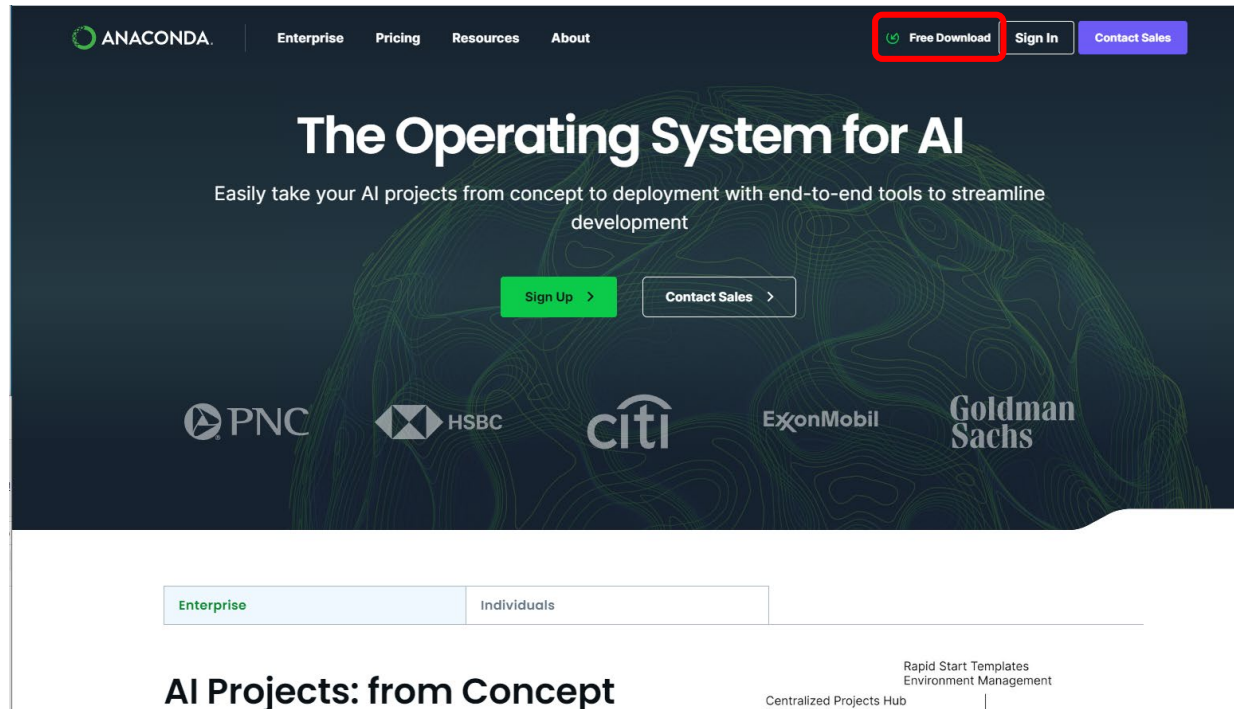 ANACONDA.
Enterprise Pricing Resources About
Free Download Sign In Contact Sales
The Operating System for AI
Easily take your AI projects from concept to deployment with end-to-end tools to streamline
development
Sign Up >
Contact Sales >
PNC HSBC citi ExxonMobil Goldman
Sachs
Enterprise Individuals
AI Projects: from Concept
Rapid Start Templates
Environment Management
Centralized Projects Hub